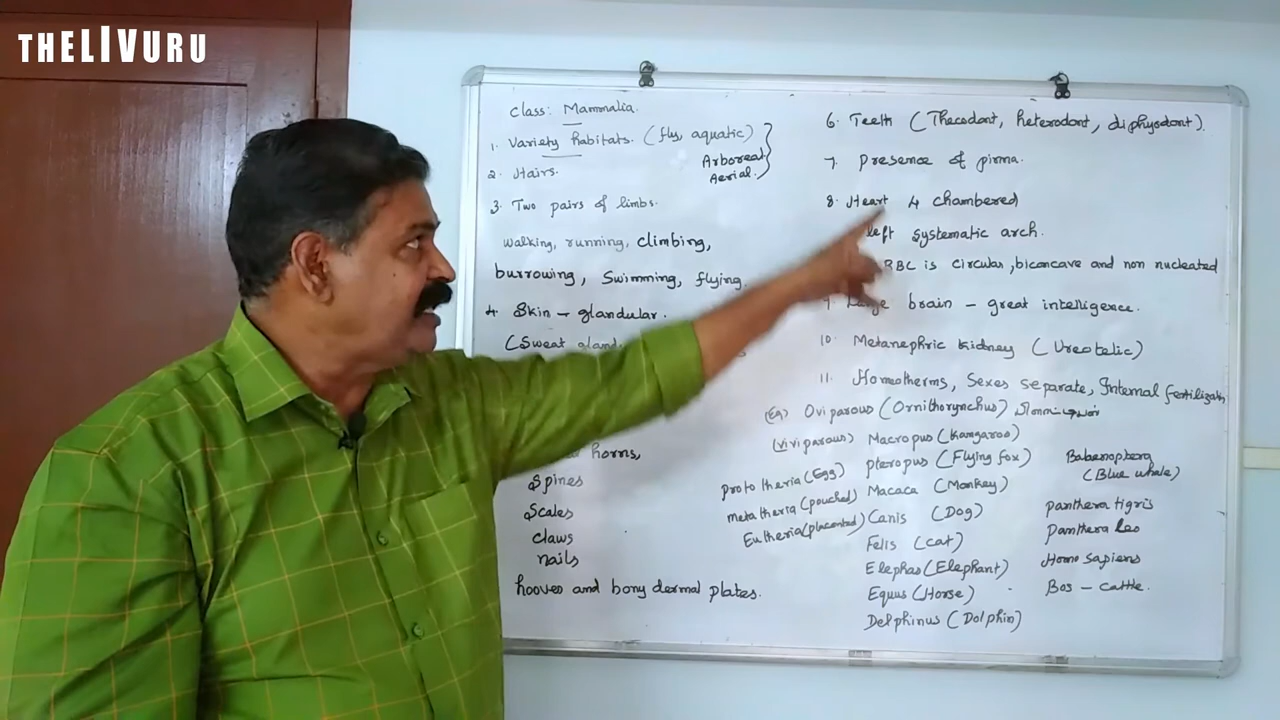 THELIVURU
Class: Mammalia.
1. Variety habitats. (fly, aquatic)
Arboreal
Aerial.
2. Hairs.
3. Two pairs of limbs.
walking, running, climbing,
burrowing, swimming, flying.
4. Skin - glandular.
(Sweat gland
horns,
Spines
Scales
claws
nails
hooves and bony dermal plates.
6. Teeth (Thecodont, heterodont, diphyodont).
7. Presence of pinna.
8. Heart 4 chambered
left systematic arch.
RBC is Circular, biconcave and non nucleated
9. Large brain - great intelligence.
10. Metanephric kidney (Ureotelic)
11. Homeotherms, Sexes separate, Internal fertilization
(Eg) Oviparous (Ornithorynchus)
(viviparous) Macropus (Kangaroo)
Prototheria (Egg)
Metatheria (pouched)
Eutheria (placental)
Pteropus (Flying fox)
Macaca (Monkey)
Canis (Dog)
Felis (cat)
Elephas (Elephant)
Equus (Horse)
Delphinus (Dolphin)
(Blue whale)
panthera tigris
Panthera leo
Homo sapiens
Bos - cattle.